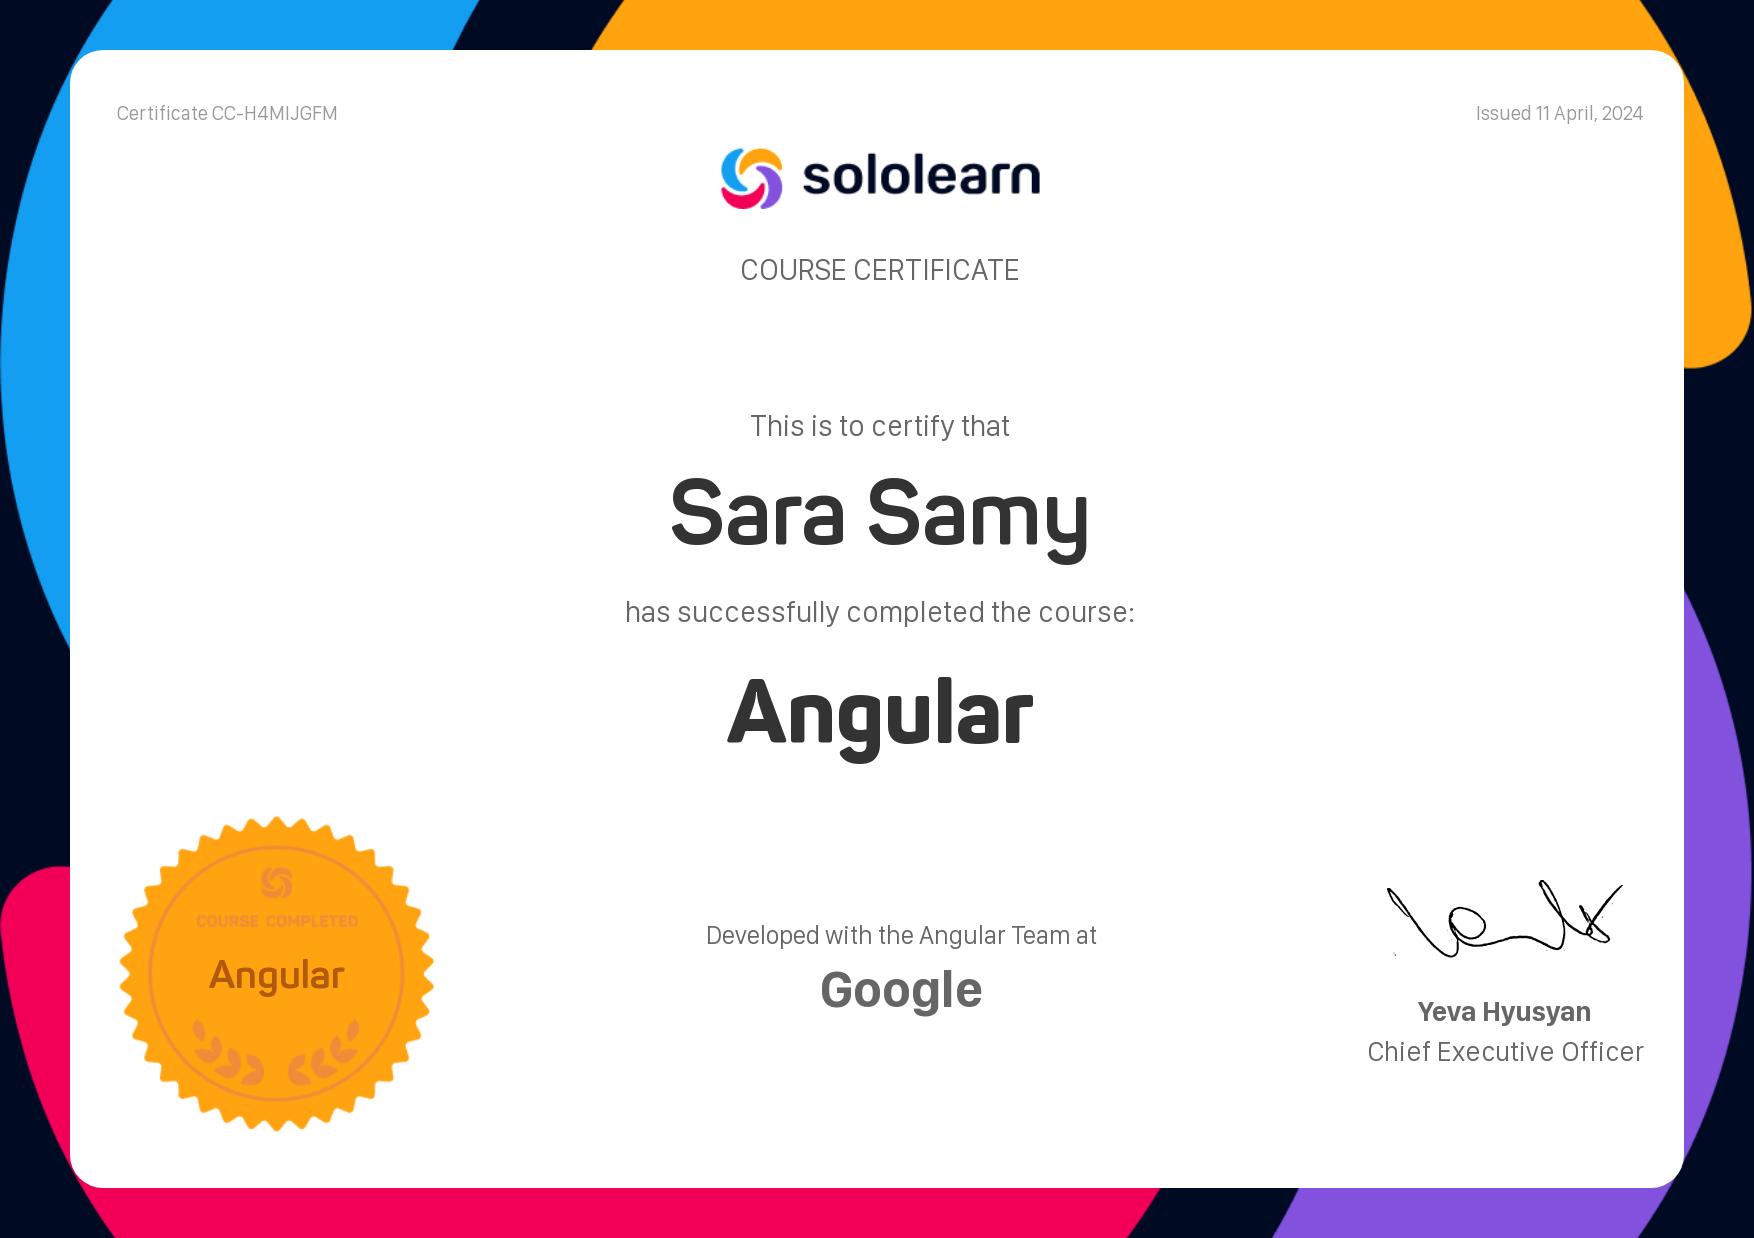 Certificate CC-H4MIJGFM
Issued 11 April, 2024
sololearn
COURSE CERTIFICATE
This is to certify that
Sara Samy
has successfully completed the course:
Angular
COURSE COMPLETED
Angular
Developed with the Angular Team at
Google
Yeva Hyusyan
Chief Executive Officer